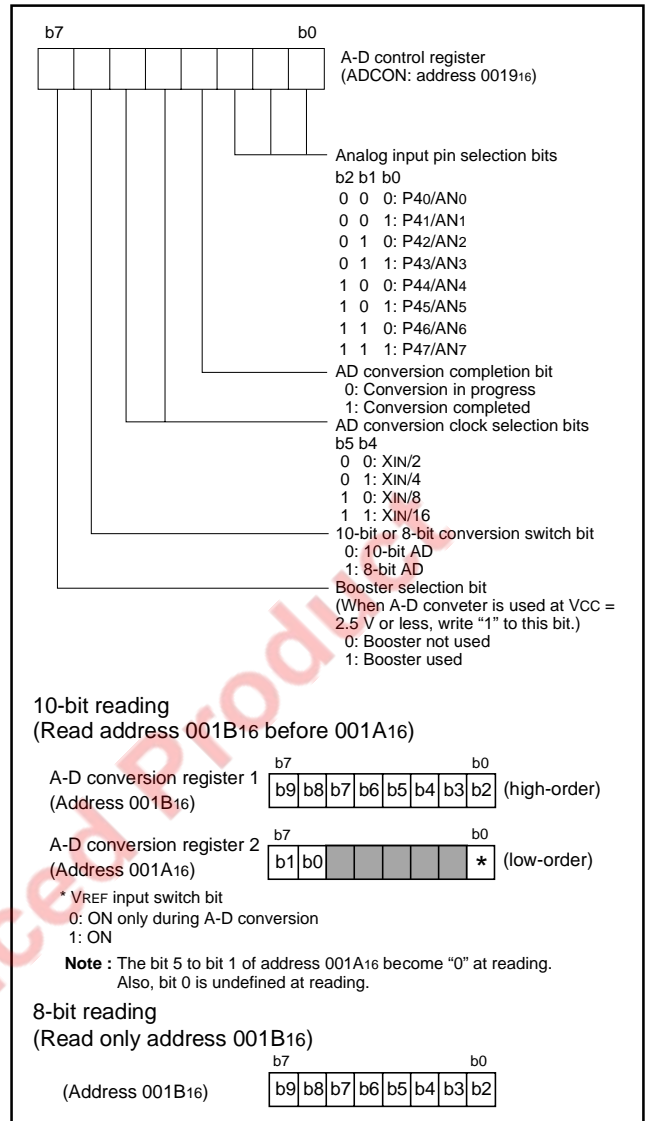 b7 b0
A-D control register
(ADCON: address 001916)
Analog input pin selection bits
b2 b1 b0
0 0 0: P40/AN0
0 0 1: P41/AN1
0 1 0: P42/AN2
0 1 1: P43/AN3
1 0 0: P44/AN4
1 0 1: P45/AN5
1 1 0: P46/AN6
1 1 1: P47/AN7
AD conversion completion bit
0: Conversion in progress
1: Conversion completed
AD conversion clock selection bits
b5 b4
0 0: XIN/2
0 1: XIN/4
1 0: XIN/8
1 1: XIN/16
10-bit or 8-bit conversion switch bit
0: 10-bit AD
1: 8-bit AD
Booster selection bit
(When A-D conveter is used at VCC =
2.5 V or less, write “1” to this bit.)
0: Booster not used
1: Booster used
10-bit reading
(Read address 001B16 before 001A16)
b7 b0
A-D conversion register 1
(Address 001B16)
b9 b8 b7 b6 b5 b4 b3 b2 (high-order)
b7 b0
A-D conversion register 2
(Address 001A16)
b1 b0 * (low-order)
* VREF input switch bit
0: ON only during A-D conversion
1: ON
Note : The bit 5 to bit 1 of address 001A16 become “0” at reading.
Also, bit 0 is undefined at reading.
8-bit reading
(Read only address 001B16)
b7 b0
(Address 001B16) b9 b8 b7 b6 b5 b4 b3 b2
ced Product